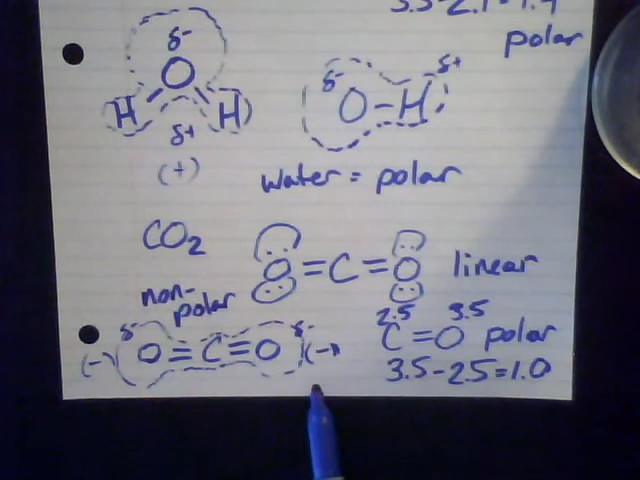 3.5-2.1=1.4
polar
δ-
O
H H
δ+
(+)
δ- δ+
O-H
water = polar
CO2
non-
polar
O=C=O linear
2.5 3.5
C=O polar
3.5-2.5=1.0
δ- δ-
(-) O=C=O (-)